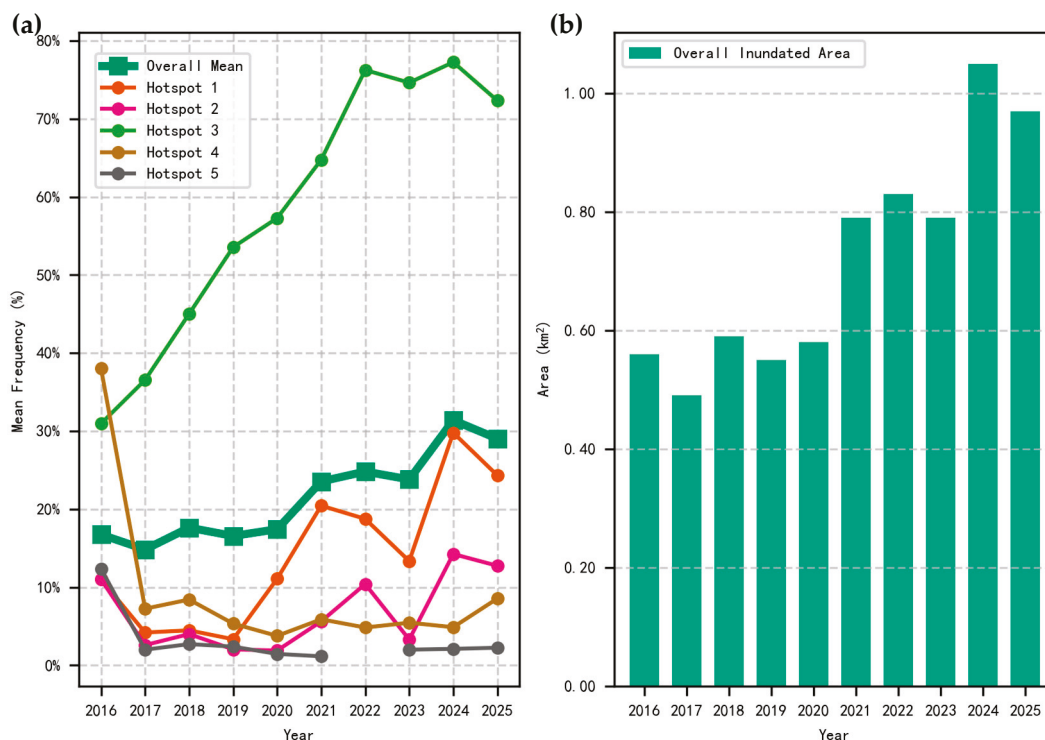 (a)
80%
70%
60%
50%
40%
30%
20%
10%
0%
Mean Frequency (%)
Overall Mean
Hotspot 1
Hotspot 2
Hotspot 3
Hotspot 4
Hotspot 5
2016 2017 2018 2019 2020 2021 2022 2023 2024 2025
Year
(b)
Overall Inundated Area
1.00
0.80
0.60
0.40
0.20
0.00
Area (km²)
2016 2017 2018 2019 2020 2021 2022 2023 2024 2025
Year